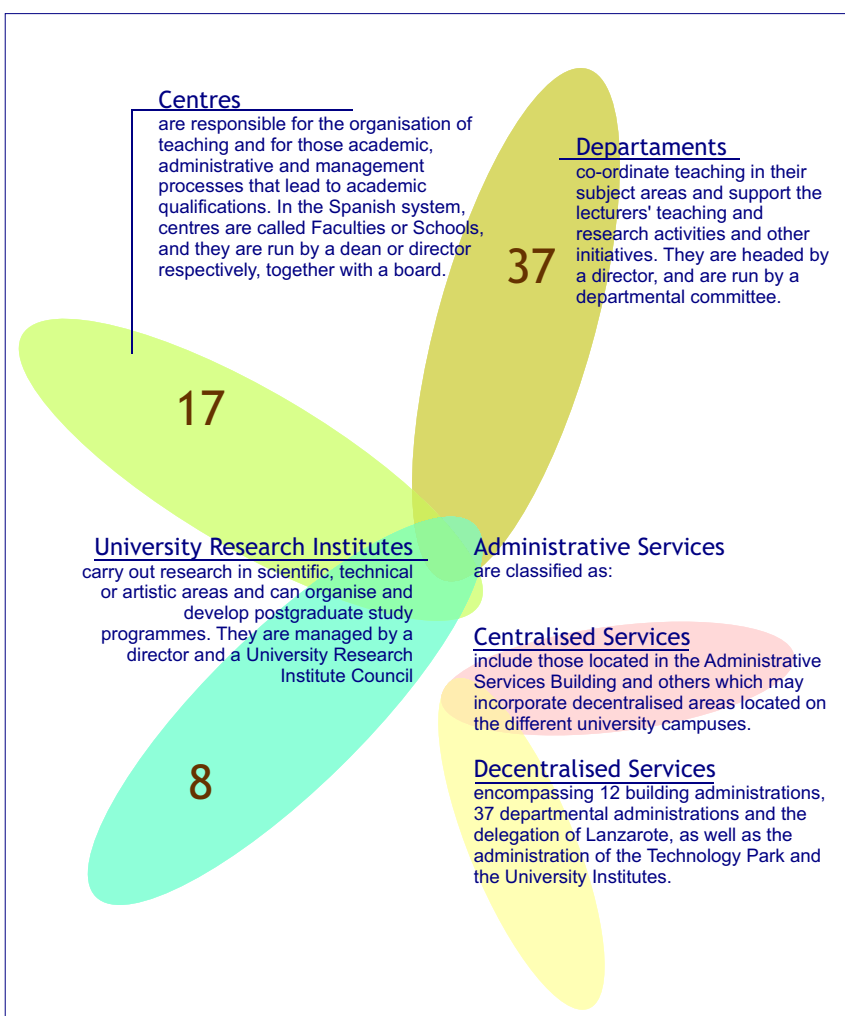 Centres
are responsible for the organisation of
teaching and for those academic,
administrative and management
processes that lead to academic
qualifications. In the Spanish system,
centres are called Faculties or Schools,
and they are run by a dean or director
respectively, together with a board.
17
Departaments
co-ordinate teaching in their
subject areas and support the
lecturers' teaching and
research activities and other
initiatives. They are headed by
a director, and are run by a
departmental committee.
37
University Research Institutes
carry out research in scientific, technical
or artistic areas and can organise and
develop postgraduate study
programmes. They are managed by a
director and a University Research
Institute Council
8
Administrative Services
are classified as:
Centralised Services
include those located in the Administrative
Services Building and others which may
incorporate decentralised areas located on
the different university campuses.
Decentralised Services
encompassing 12 building administrations,
37 departmental administrations and the
delegation of Lanzarote, as well as the
administration of the Technology Park and
the University Institutes.